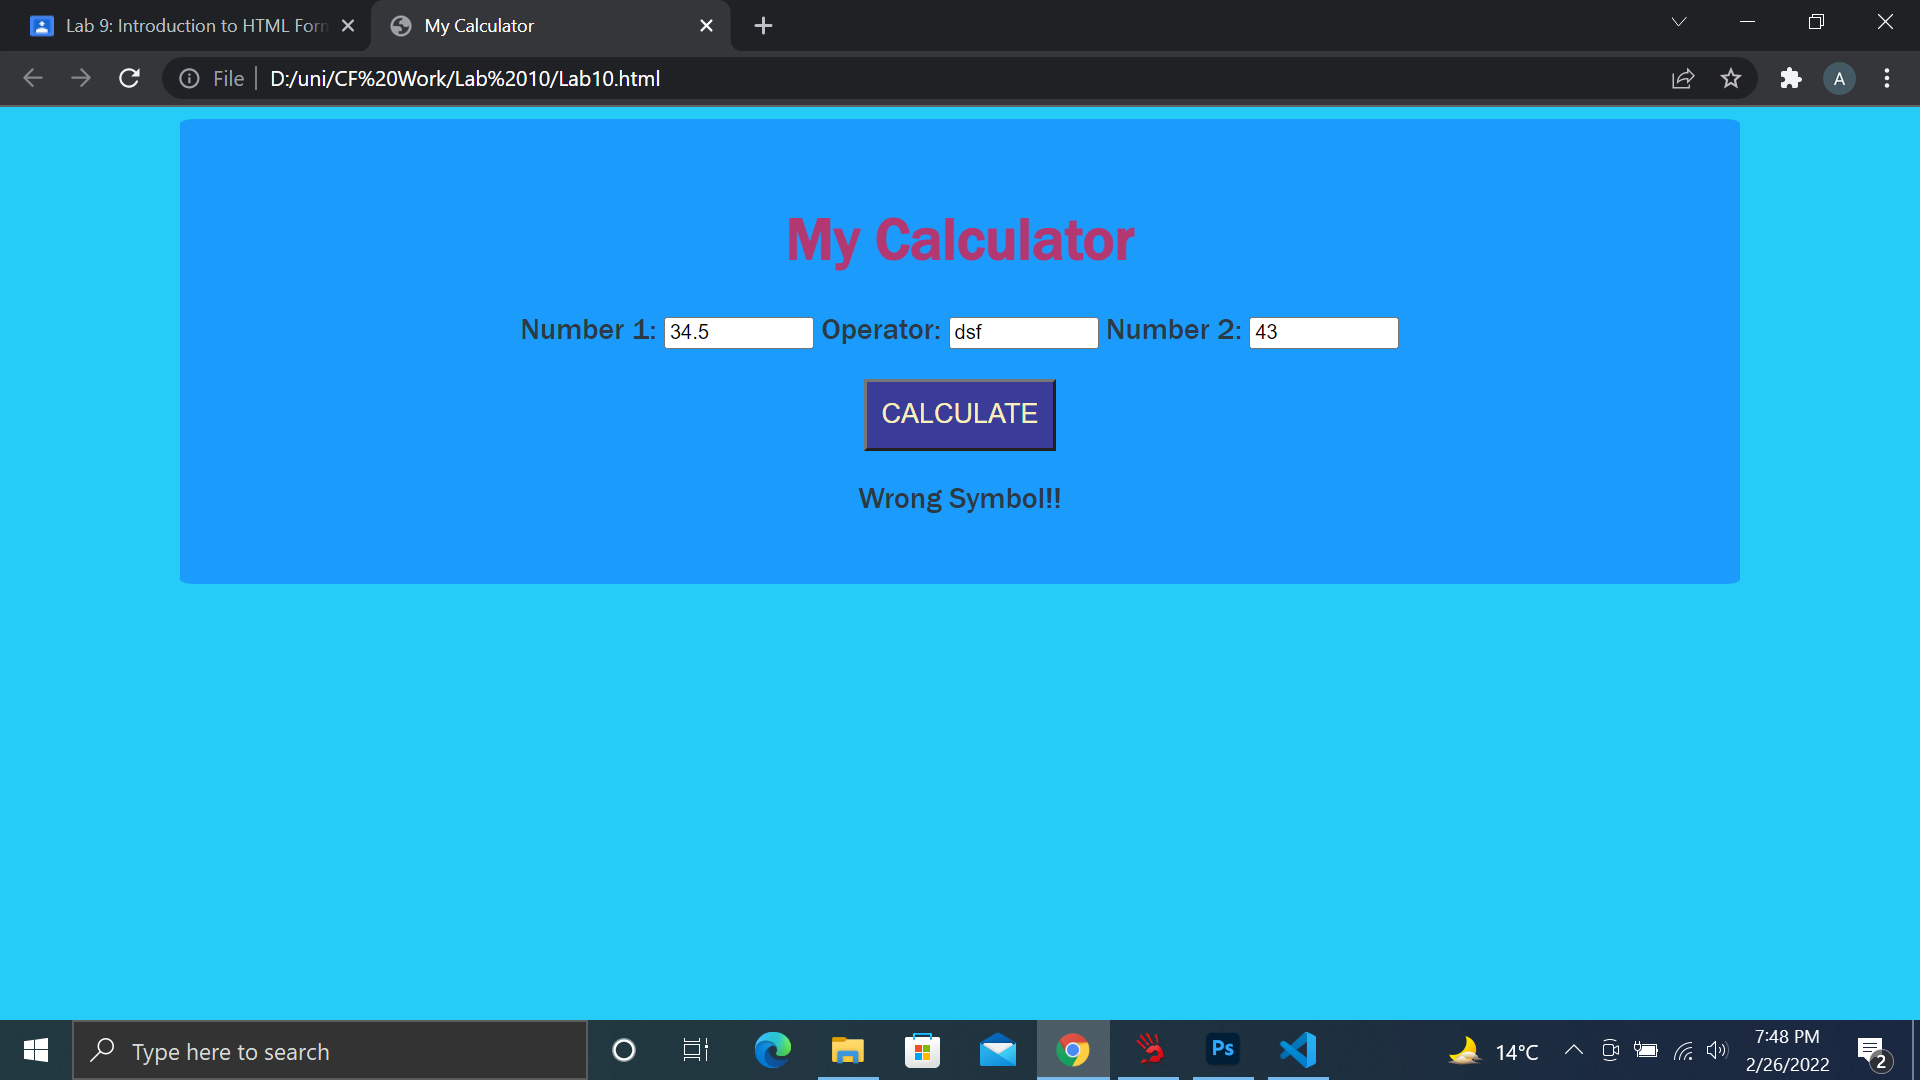 Lab 9: Introduction to HTML Form
My Calculator
File
D:/uni/CF%20Work/Lab%2010/Lab10.html
A
My Calculator
Number 1: 34.5 Operator: dsf Number 2: 43
CALCULATE
Wrong Symbol!!
Type here to search
Ps
14°C
7:48 PM
2/26/2022
2